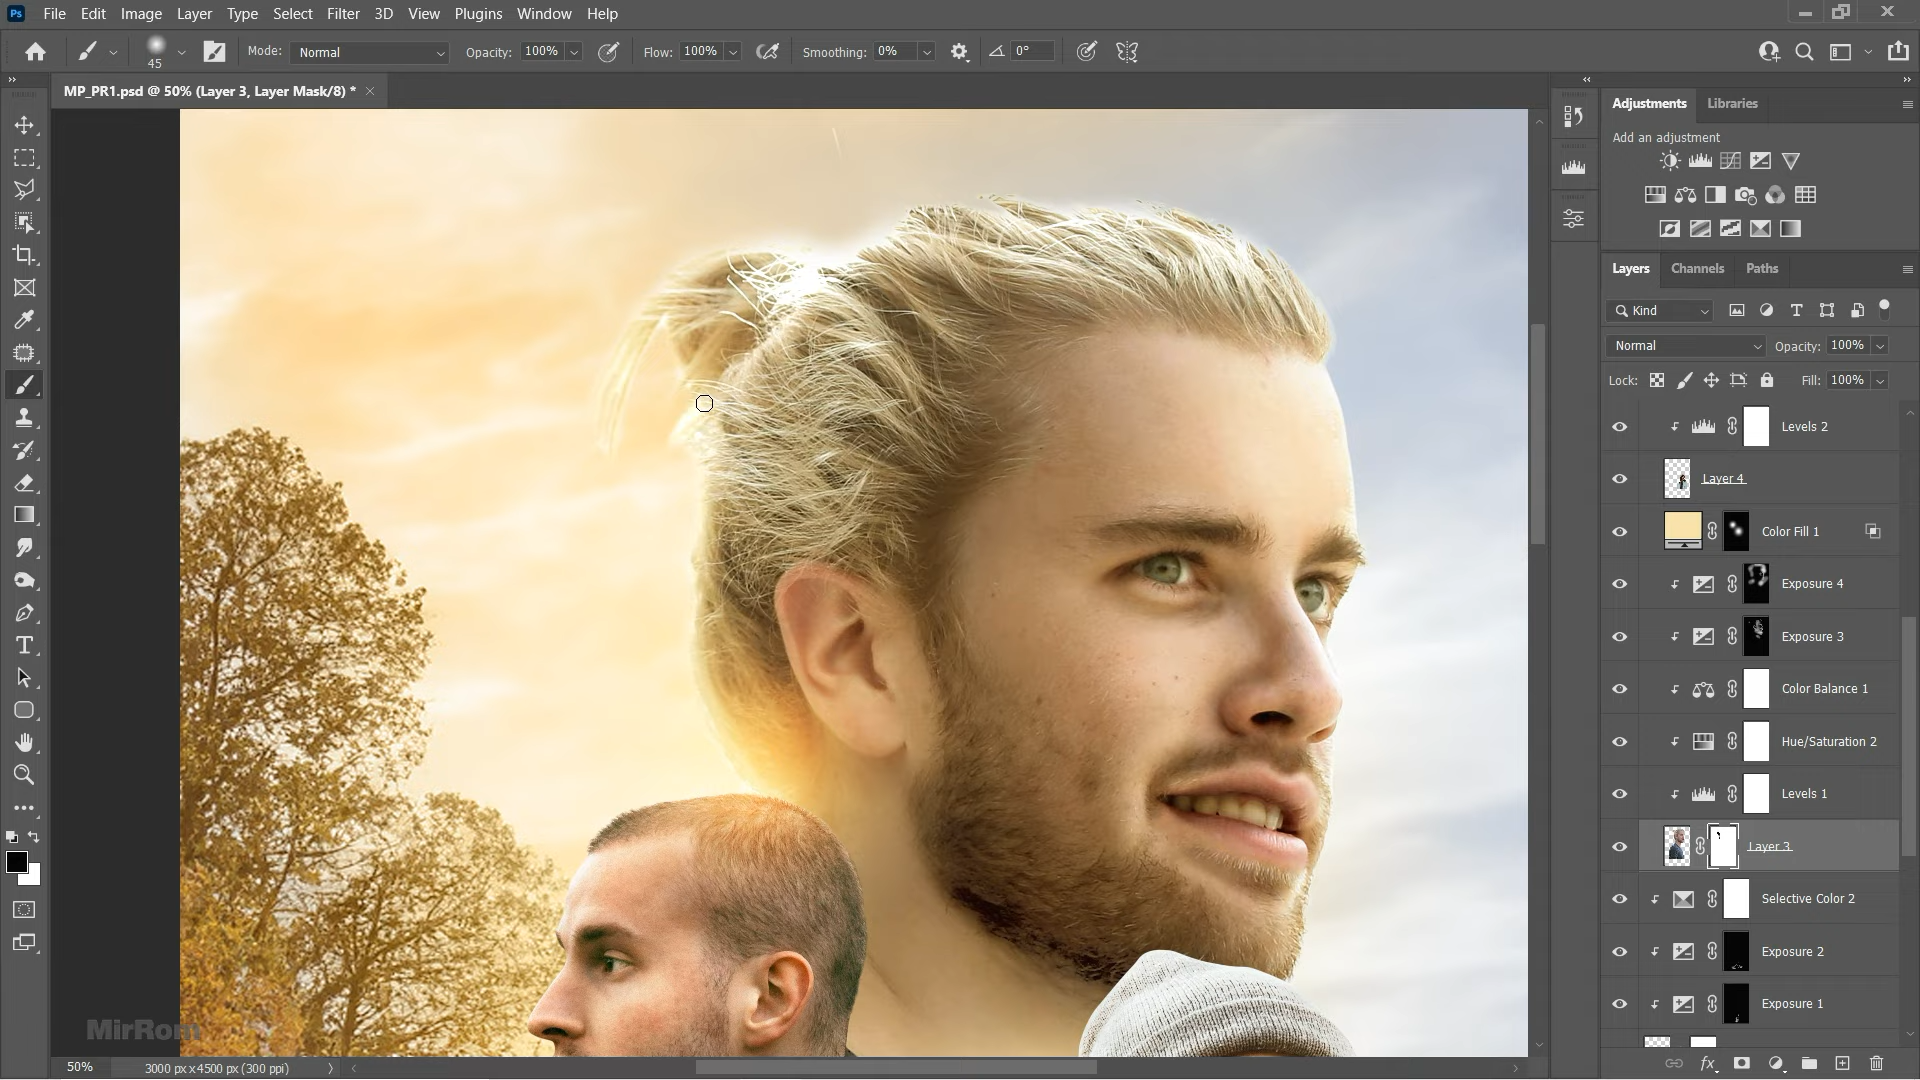 Ps File Edit Image Layer Type Select Filter 3D View Plugins Window Help
45 Mode: Normal Opacity: 100% Flow: 100% Smoothing: 0% 0°
MP_PR1.psd @ 50% (Layer 3, Layer Mask/8) *
Adjustments Libraries
Add an adjustment
Layers Channels Paths
Kind
Normal Opacity: 100%
Lock: Fill: 100%
Levels 2
Layer 4
Color Fill 1
Exposure 4
Exposure 3
Color Balance 1
Hue/Saturation 2
Levels 1
Layer 3
Selective Color 2
Exposure 2
Exposure 1
MirRom
50% 3000 px x 4500 px (300 ppi)
fx